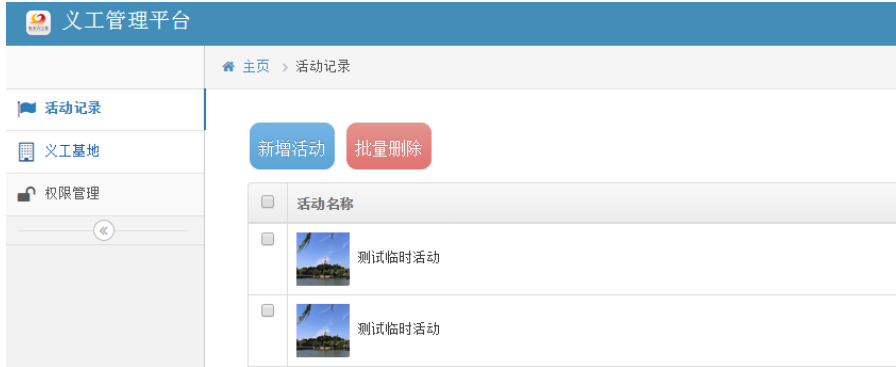 义工管理平台
主页 > 活动记录
活动记录
义工基地
权限管理
新增活动 批量删除
活动名称
测试临时活动
测试临时活动